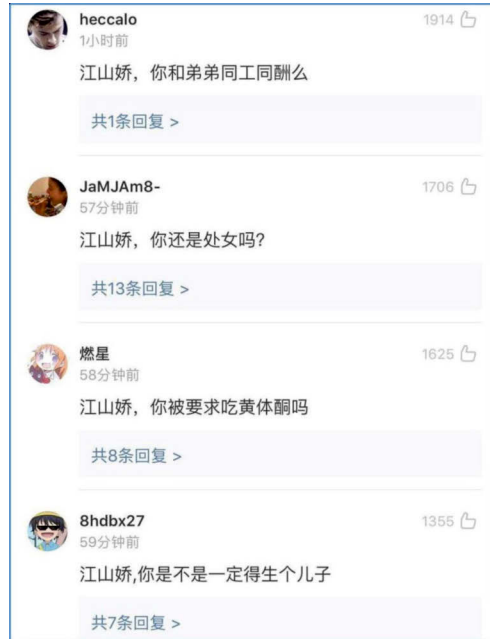 heccalo 1914
1小时前
江山娇，你和弟弟同工同酬么
共1条回复 >
JaMJAm8- 1706
57分钟前
江山娇，你还是处女吗?
共13条回复 >
燃星 1625
58分钟前
江山娇，你被要求吃黄体酮吗
共8条回复 >
8hdbx27 1355
59分钟前
江山娇,你是不是一定得生个儿子
共7条回复 >